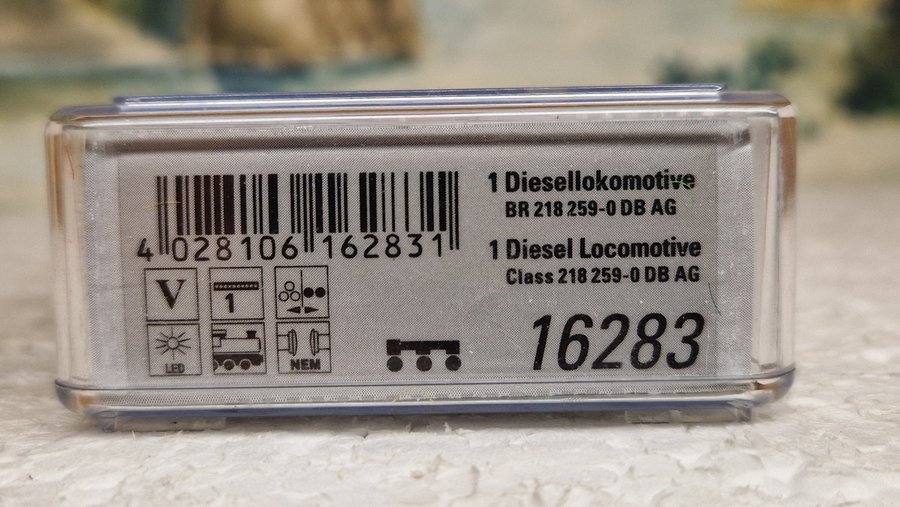 1 Diesellokomotive
BR 218 259-0 DB AG
1 Diesel Locomotive
Class 218 259-0 DB AG
4 028106 162831
V
1
LED
NEM
16283